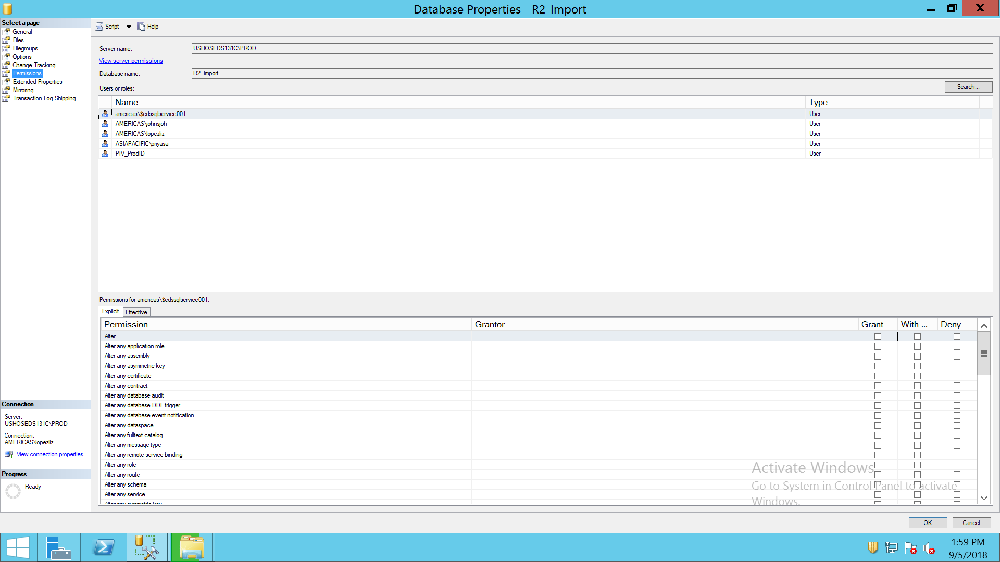 Database Properties - R2_Import
Select a page
General
Files
Filegroups
Options
Change Tracking
Permissions
Extended Properties
Mirroring
Transaction Log Shipping
Script
Help
Server name:
USHOSEDS131C\PROD
View server permissions
Database name:
R2_Import
Users or roles:
Search...
Name Type
americas\$edssqlservice001 User
AMERICAS\johnsjoh User
AMERICAS\lopezliz User
ASIAPACIFIC\priyasa User
PIV_ProdID User
Permissions for americas\$edssqlservice001:
Explicit Effective
Permission Grantor Grant With ... Deny
Alter
Alter any application role
Alter any assembly
Alter any asymmetric key
Alter any certificate
Alter any contract
Alter any database audit
Alter any database DDL trigger
Alter any database event notification
Alter any dataspace
Alter any fulltext catalog
Alter any message type
Alter any remote service binding
Alter any role
Alter any route
Alter any schema
Alter any service
Alter any symmetric key
Connection
Server:
USHOSEDS131C\PROD
Connection:
AMERICAS\lopezliz
View connection properties
Progress
Ready
Activate Windows
Go to System in Control Panel to activate
Windows.
OK Cancel
1:59 PM
9/5/2018